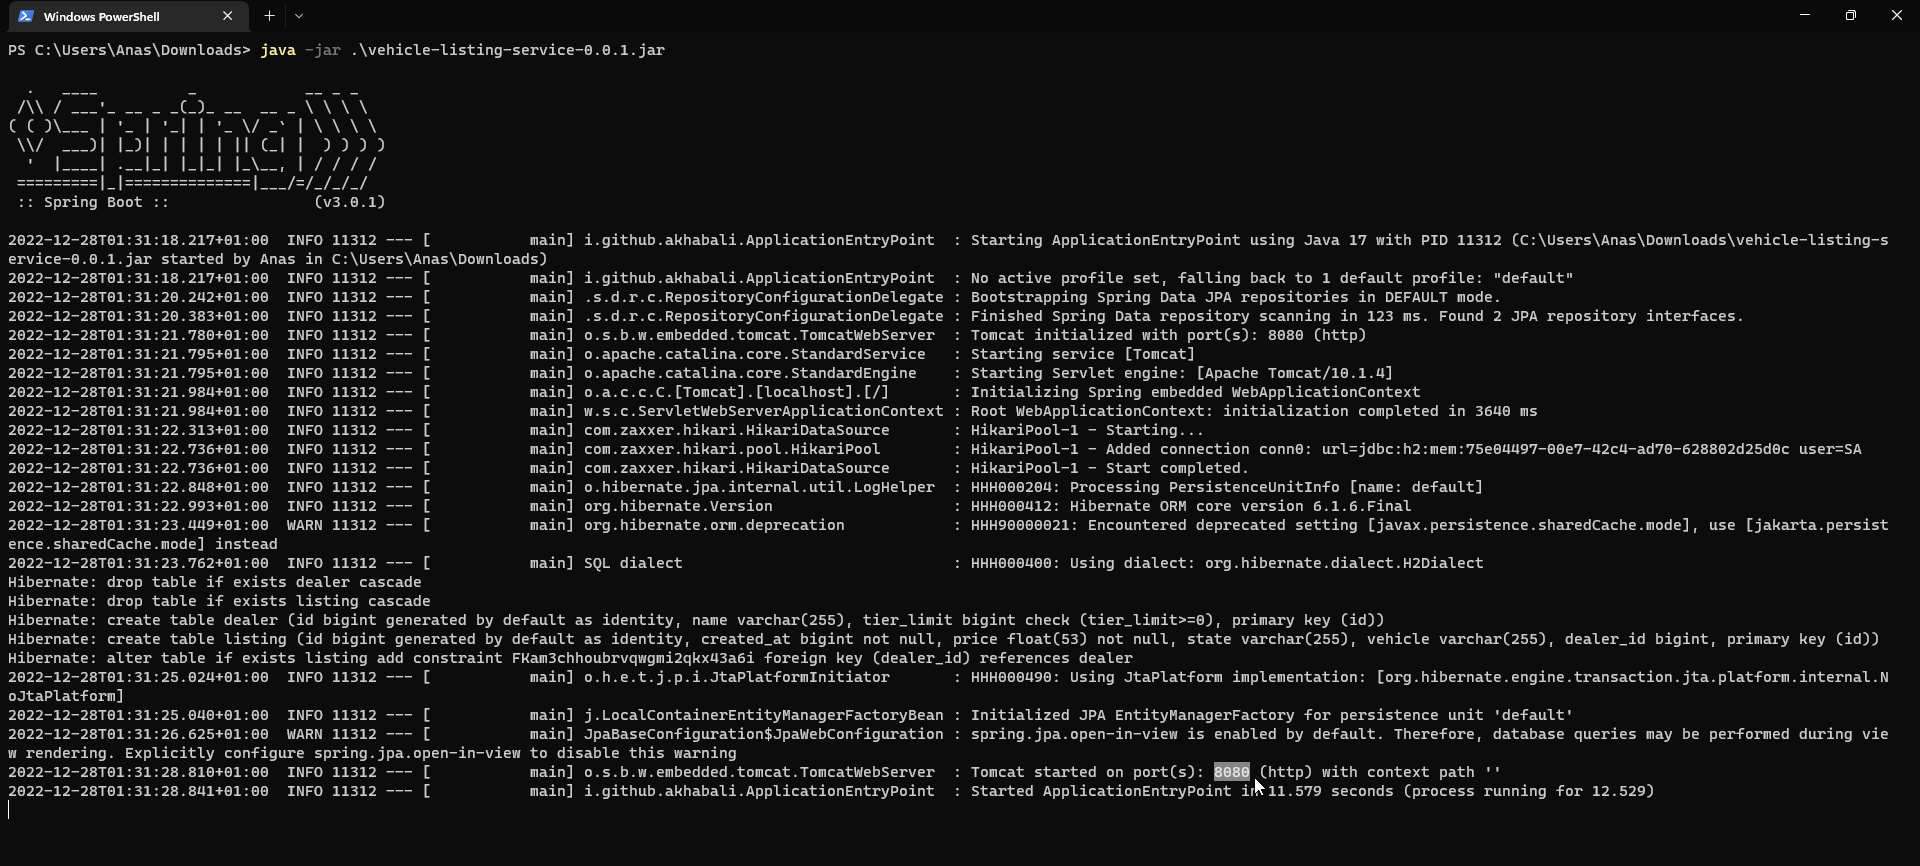 Windows PowerShell
PS C:\Users\Anas\Downloads> java -jar .\vehicle-listing-service-0.0.1.jar
  .   ____          _            __ _ _
 /\\ / ___'_ __ _ _(_)_ __  __ _ \ \ \ \
( ( )\___ | '_ | '_| | '_ \/ _` | \ \ \ \
 \\/  ___)| |_)| | | | | || (_| |  ) ) ) )
  '  |____| .__|_| |_|_| |_\__, | / / / /
 =========|_|==============|___/=/_/_/_/
 :: Spring Boot ::                (v3.0.1)
2022-12-28T01:31:18.217+01:00  INFO 11312 --- [           main] i.github.akhabali.ApplicationEntryPoint  : Starting ApplicationEntryPoint using Java 17 with PID 11312 (C:\Users\Anas\Downloads\vehicle-listing-s
ervice-0.0.1.jar started by Anas in C:\Users\Anas\Downloads)
2022-12-28T01:31:18.217+01:00  INFO 11312 --- [           main] i.github.akhabali.ApplicationEntryPoint  : No active profile set, falling back to 1 default profile: "default"
2022-12-28T01:31:20.242+01:00  INFO 11312 --- [           main] .s.d.r.c.RepositoryConfigurationDelegate : Bootstrapping Spring Data JPA repositories in DEFAULT mode.
2022-12-28T01:31:20.383+01:00  INFO 11312 --- [           main] .s.d.r.c.RepositoryConfigurationDelegate : Finished Spring Data repository scanning in 123 ms. Found 2 JPA repository interfaces.
2022-12-28T01:31:21.780+01:00  INFO 11312 --- [           main] o.s.b.w.embedded.tomcat.TomcatWebServer  : Tomcat initialized with port(s): 8080 (http)
2022-12-28T01:31:21.795+01:00  INFO 11312 --- [           main] o.apache.catalina.core.StandardService   : Starting service [Tomcat]
2022-12-28T01:31:21.795+01:00  INFO 11312 --- [           main] o.apache.catalina.core.StandardEngine    : Starting Servlet engine: [Apache Tomcat/10.1.4]
2022-12-28T01:31:21.984+01:00  INFO 11312 --- [           main] o.a.c.c.C.[Tomcat].[localhost].[/]       : Initializing Spring embedded WebApplicationContext
2022-12-28T01:31:21.984+01:00  INFO 11312 --- [           main] w.s.c.ServletWebServerApplicationContext : Root WebApplicationContext: initialization completed in 3640 ms
2022-12-28T01:31:22.313+01:00  INFO 11312 --- [           main] com.zaxxer.hikari.HikariDataSource       : HikariPool-1 - Starting...
2022-12-28T01:31:22.736+01:00  INFO 11312 --- [           main] com.zaxxer.hikari.pool.HikariPool        : HikariPool-1 - Added connection conn0: url=jdbc:h2:mem:75e04497-00e7-42c4-ad70-628802d25d0c user=SA
2022-12-28T01:31:22.736+01:00  INFO 11312 --- [           main] com.zaxxer.hikari.HikariDataSource       : HikariPool-1 - Start completed.
2022-12-28T01:31:22.848+01:00  INFO 11312 --- [           main] o.hibernate.jpa.internal.util.LogHelper  : HHH000204: Processing PersistenceUnitInfo [name: default]
2022-12-28T01:31:22.993+01:00  INFO 11312 --- [           main] org.hibernate.Version                    : HHH000412: Hibernate ORM core version 6.1.6.Final
2022-12-28T01:31:23.449+01:00  WARN 11312 --- [           main] org.hibernate.orm.deprecation            : HHH90000021: Encountered deprecated setting [javax.persistence.sharedCache.mode], use [jakarta.persist
ence.sharedCache.mode] instead
2022-12-28T01:31:23.762+01:00  INFO 11312 --- [           main] SQL dialect                              : HHH000400: Using dialect: org.hibernate.dialect.H2Dialect
Hibernate: drop table if exists dealer cascade
Hibernate: drop table if exists listing cascade
Hibernate: create table dealer (id bigint generated by default as identity, name varchar(255), tier_limit bigint check (tier_limit>=0), primary key (id))
Hibernate: create table listing (id bigint generated by default as identity, created_at bigint not null, price float(53) not null, state varchar(255), vehicle varchar(255), dealer_id bigint, primary key (id))
Hibernate: alter table if exists listing add constraint FKam3chhoubrvqwgmi2qkx43a6i foreign key (dealer_id) references dealer
2022-12-28T01:31:25.024+01:00  INFO 11312 --- [           main] o.h.e.t.j.p.i.JtaPlatformInitiator       : HHH000490: Using JtaPlatform implementation: [org.hibernate.engine.transaction.jta.platform.internal.N
oJtaPlatform]
2022-12-28T01:31:25.040+01:00  INFO 11312 --- [           main] j.LocalContainerEntityManagerFactoryBean : Initialized JPA EntityManagerFactory for persistence unit 'default'
2022-12-28T01:31:26.625+01:00  WARN 11312 --- [           main] JpaBaseConfiguration$JpaWebConfiguration : spring.jpa.open-in-view is enabled by default. Therefore, database queries may be performed during vie
w rendering. Explicitly configure spring.jpa.open-in-view to disable this warning
2022-12-28T01:31:28.810+01:00  INFO 11312 --- [           main] o.s.b.w.embedded.tomcat.TomcatWebServer  : Tomcat started on port(s): 8080 (http) with context path ''
2022-12-28T01:31:28.841+01:00  INFO 11312 --- [           main] i.github.akhabali.ApplicationEntryPoint  : Started ApplicationEntryPoint in 11.579 seconds (process running for 12.529)